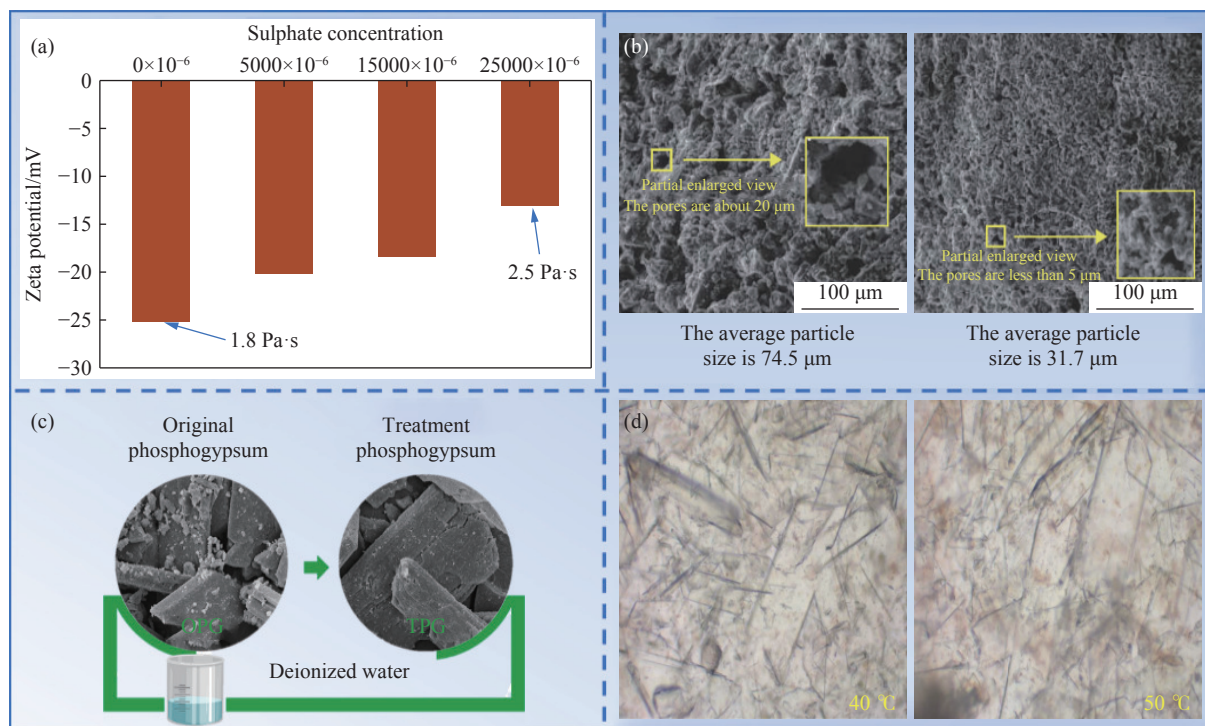 (a)
Sulphate concentration
0×10⁻⁶ 5000×10⁻⁶ 15000×10⁻⁶ 25000×10⁻⁶
Zeta potential/mV
0
−5
−10
−15
−20
−25
−30
1.8 Pa·s
2.5 Pa·s
(b)
Partial enlarged view
The pores are about 20 μm
100 μm
The average particle
size is 74.5 μm
Partial enlarged view
The pores are less than 5 μm
100 μm
The average particle
size is 31.7 μm
(c)
Original
phosphogypsum
Treatment
phosphogypsum
OPG
TPG
Deionized water
(d)
40 ℃
50 ℃